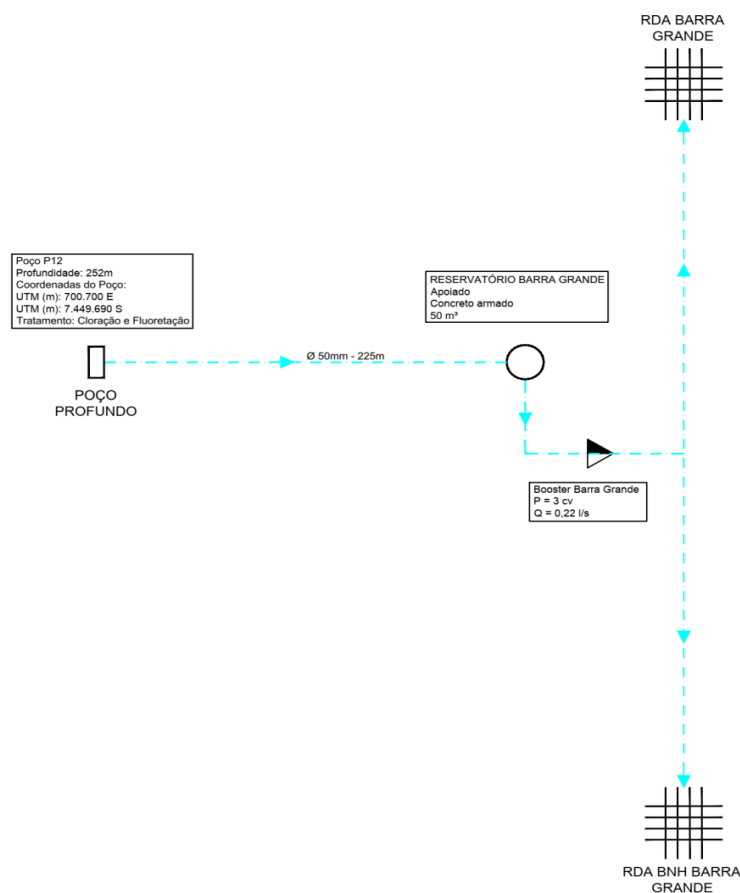 RDA BARRA
GRANDE
Poço P12
Profundidade: 252m
Coordenadas do Poço:
UTM (m): 700.700 E
UTM (m): 7.449.690 S
Tratamento: Cloração e Fluoretação
RESERVATÓRIO BARRA GRANDE
Apoiado
Concreto armado
50 m³
Ø 50mm - 225m
POÇO
PROFUNDO
Booster Barra Grande
P = 3 cv
Q = 0,22 l/s
RDA BNH BARRA
GRANDE